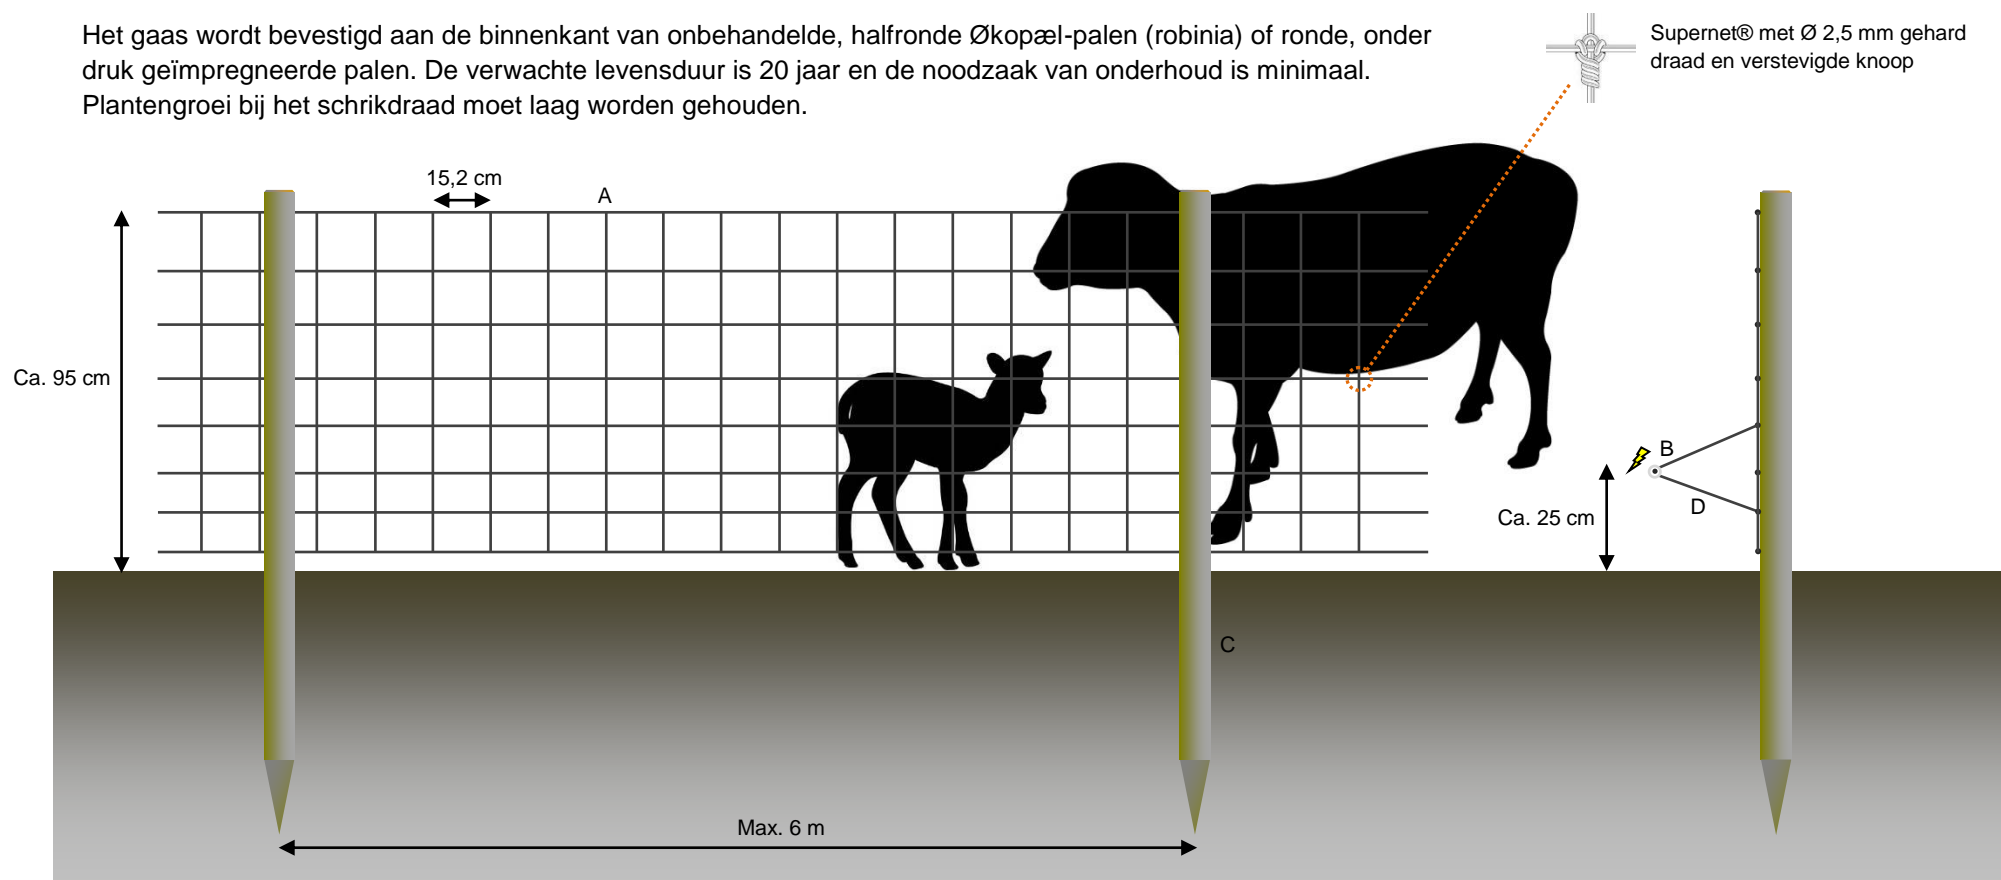 Het gaas wordt bevestigd aan de binnenkant van onbehandelde, halfronde Økopæl-palen (robinia) of ronde, onder
druk geïmpregneerde palen. De verwachte levensduur is 20 jaar en de noodzaak van onderhoud is minimaal.
Plantengroei bij het schrikdraad moet laag worden gehouden.
Supernet® met Ø 2,5 mm gehard
draad en verstevigde knoop
15,2 cm
A
Ca. 95 cm
B
D
Ca. 25 cm
C
Max. 6 m